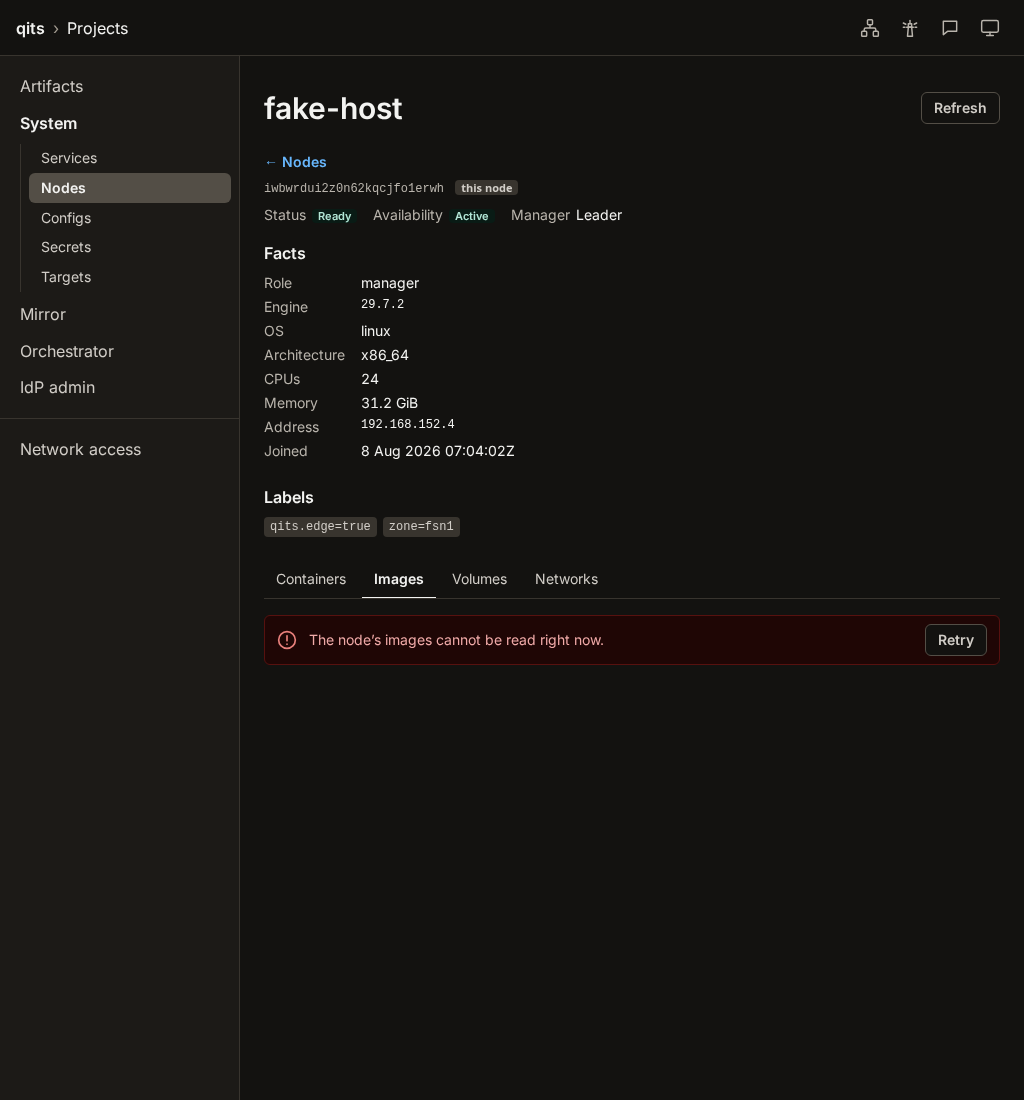 qits › Projects
Artifacts
System
Services
Nodes
Configs
Secrets
Targets
Mirror
Orchestrator
IdP admin
Network access
fake-host
Refresh
← Nodes
iwbwrdui2z0n62kqcjfo1erwh this node
Status Ready Availability Active Manager Leader
Facts
Role manager
Engine 29.7.2
OS linux
Architecture x86_64
CPUs 24
Memory 31.2 GiB
Address 192.168.152.4
Joined 8 Aug 2026 07:04:02Z
Labels
qits.edge=true zone=fsn1
Containers Images Volumes Networks
The node’s images cannot be read right now. Retry